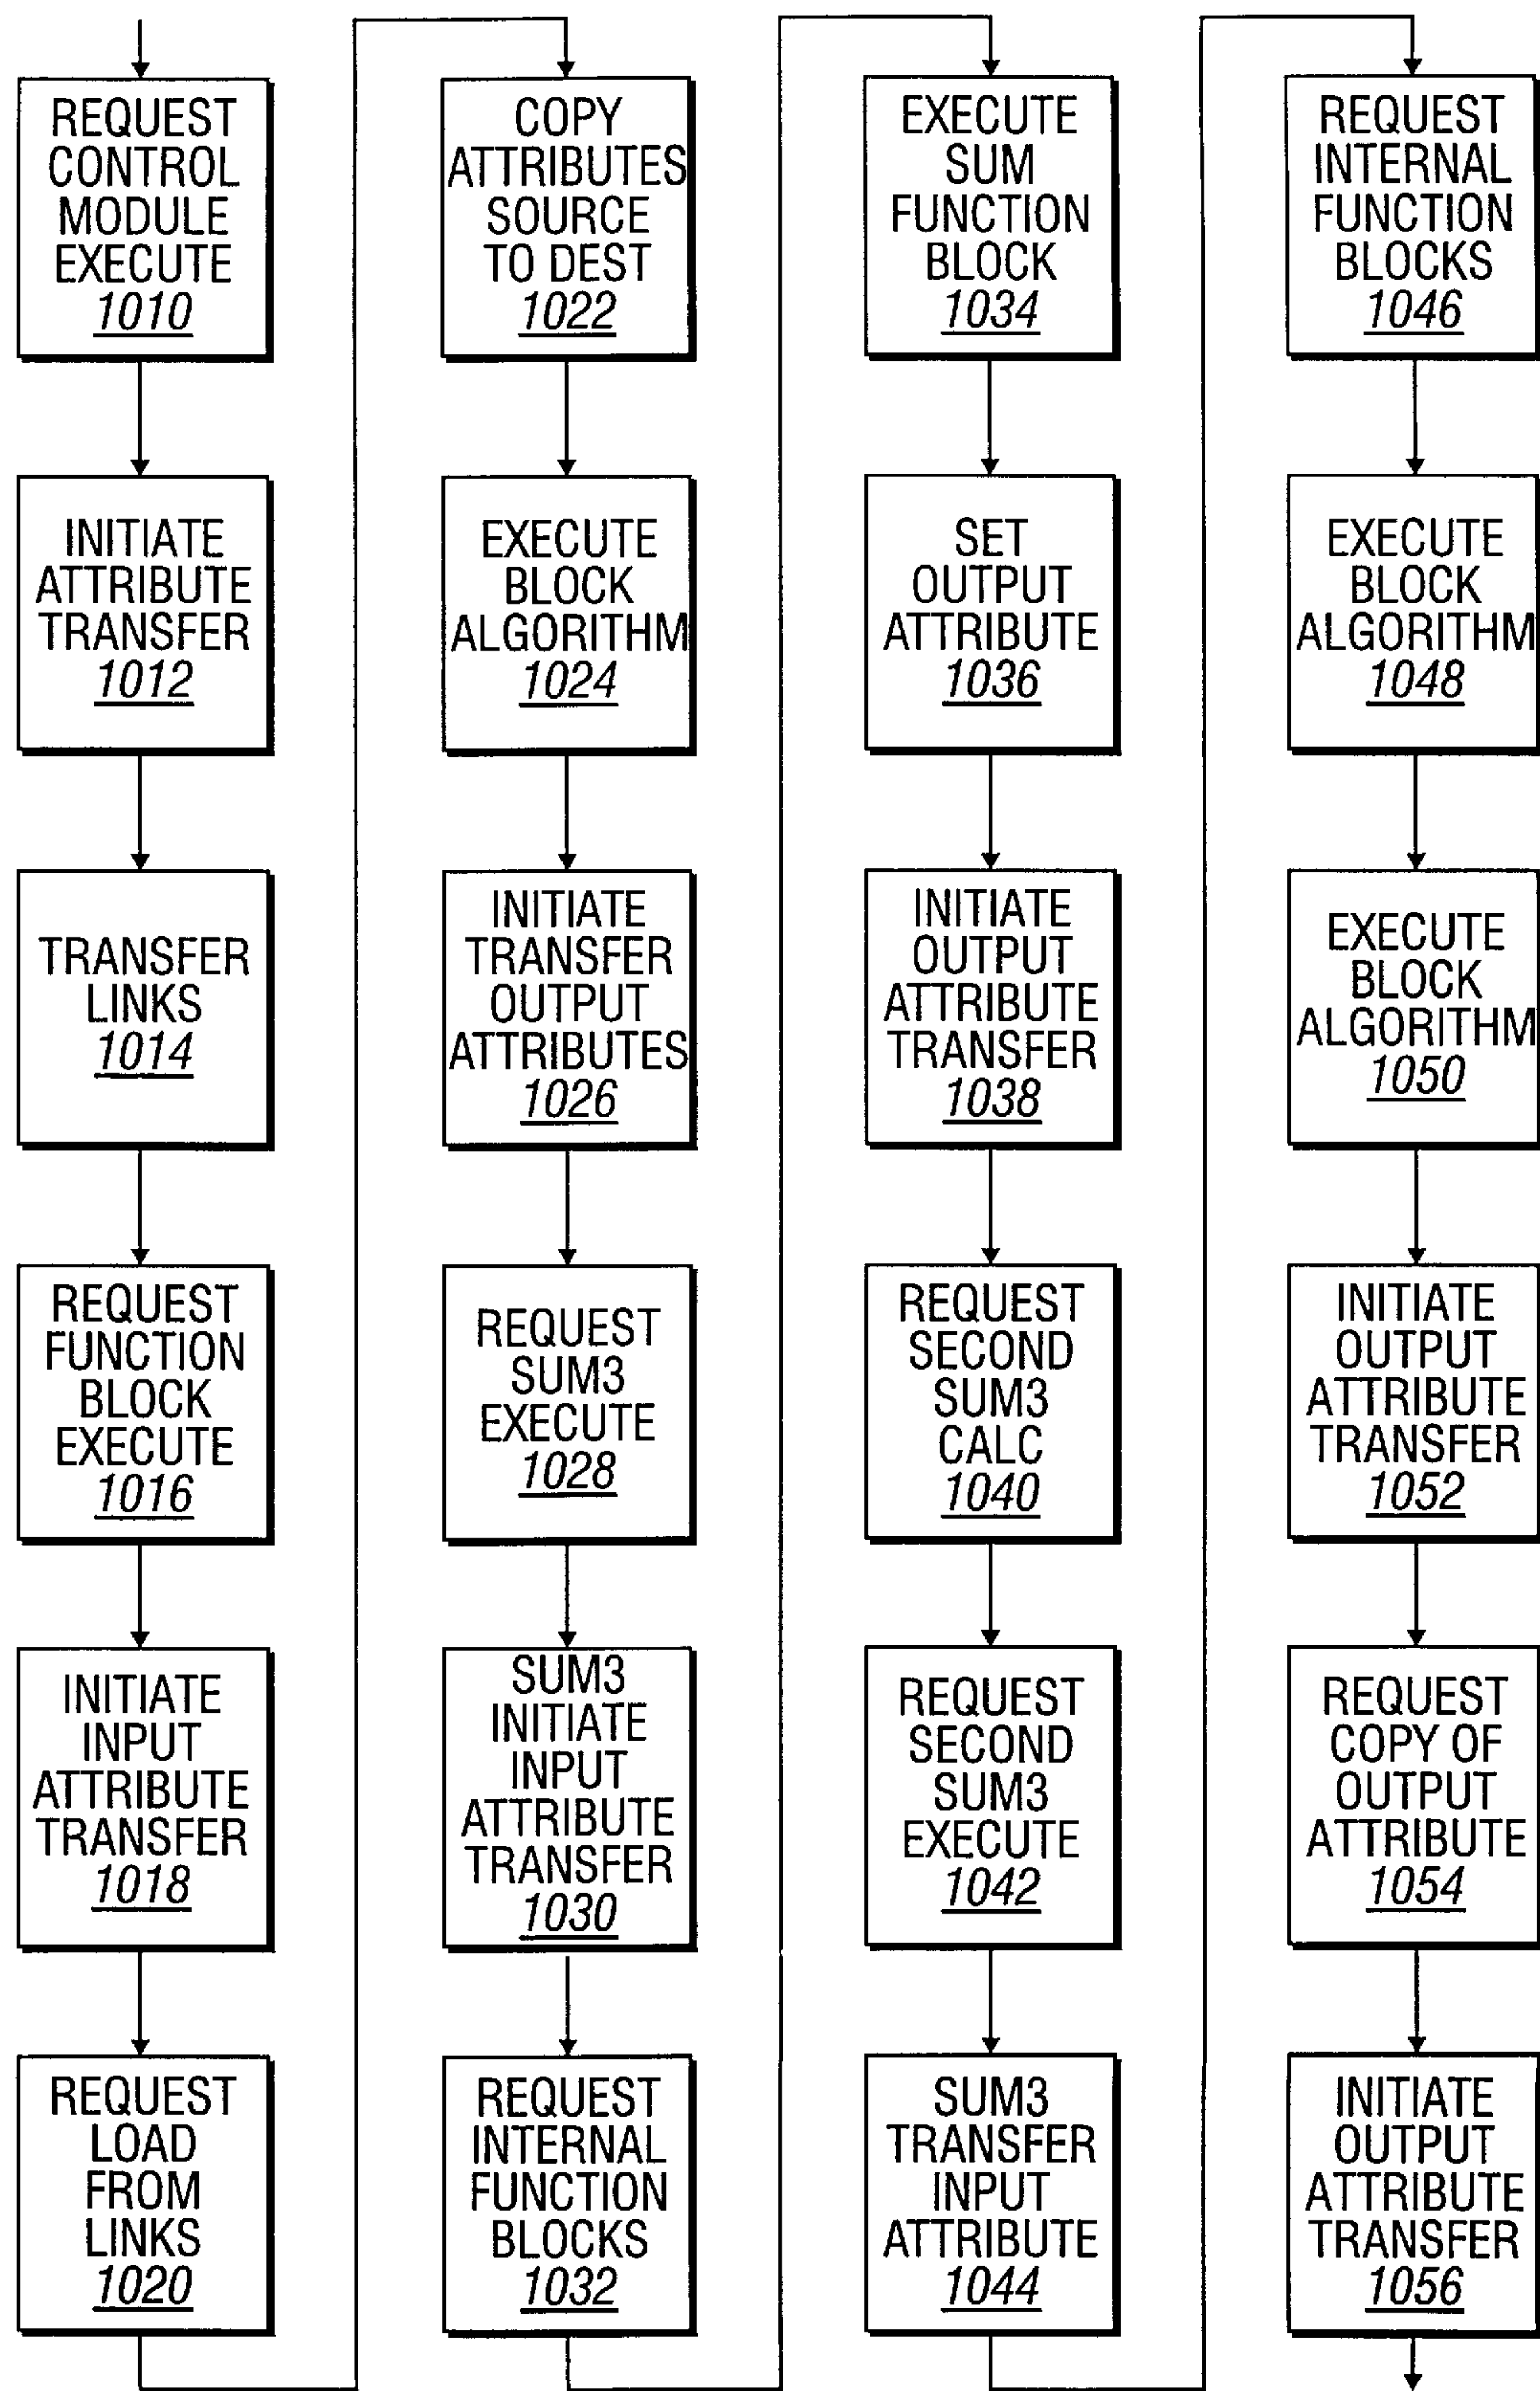 REQUEST
CONTROL
MODULE
EXECUTE
1010
INITIATE
ATTRIBUTE
TRANSFER
1012
TRANSFER
LINKS
1014
REQUEST
FUNCTION
BLOCK
EXECUTE
1016
INITIATE
INPUT
ATTRIBUTE
TRANSFER
1018
REQUEST
LOAD
FROM
LINKS
1020
COPY
ATTRIBUTES
SOURCE
TO DEST
1022
EXECUTE
BLOCK
ALGORITHM
1024
INITIATE
TRANSFER
OUTPUT
ATTRIBUTES
1026
REQUEST
SUM3
EXECUTE
1028
SUM3
INITIATE
INPUT
ATTRIBUTE
TRANSFER
1030
REQUEST
INTERNAL
FUNCTION
BLOCKS
1032
EXECUTE
SUM
FUNCTION
BLOCK
1034
SET
OUTPUT
ATTRIBUTE
1036
INITIATE
OUTPUT
ATTRIBUTE
TRANSFER
1038
REQUEST
SECOND
SUM3
CALC
1040
REQUEST
SECOND
SUM3
EXECUTE
1042
SUM3
TRANSFER
INPUT
ATTRIBUTE
1044
REQUEST
INTERNAL
FUNCTION
BLOCKS
1046
EXECUTE
BLOCK
ALGORITHM
1048
EXECUTE
BLOCK
ALGORITHM
1050
INITIATE
OUTPUT
ATTRIBUTE
TRANSFER
1052
REQUEST
COPY OF
OUTPUT
ATTRIBUTE
1054
INITIATE
OUTPUT
ATTRIBUTE
TRANSFER
1056